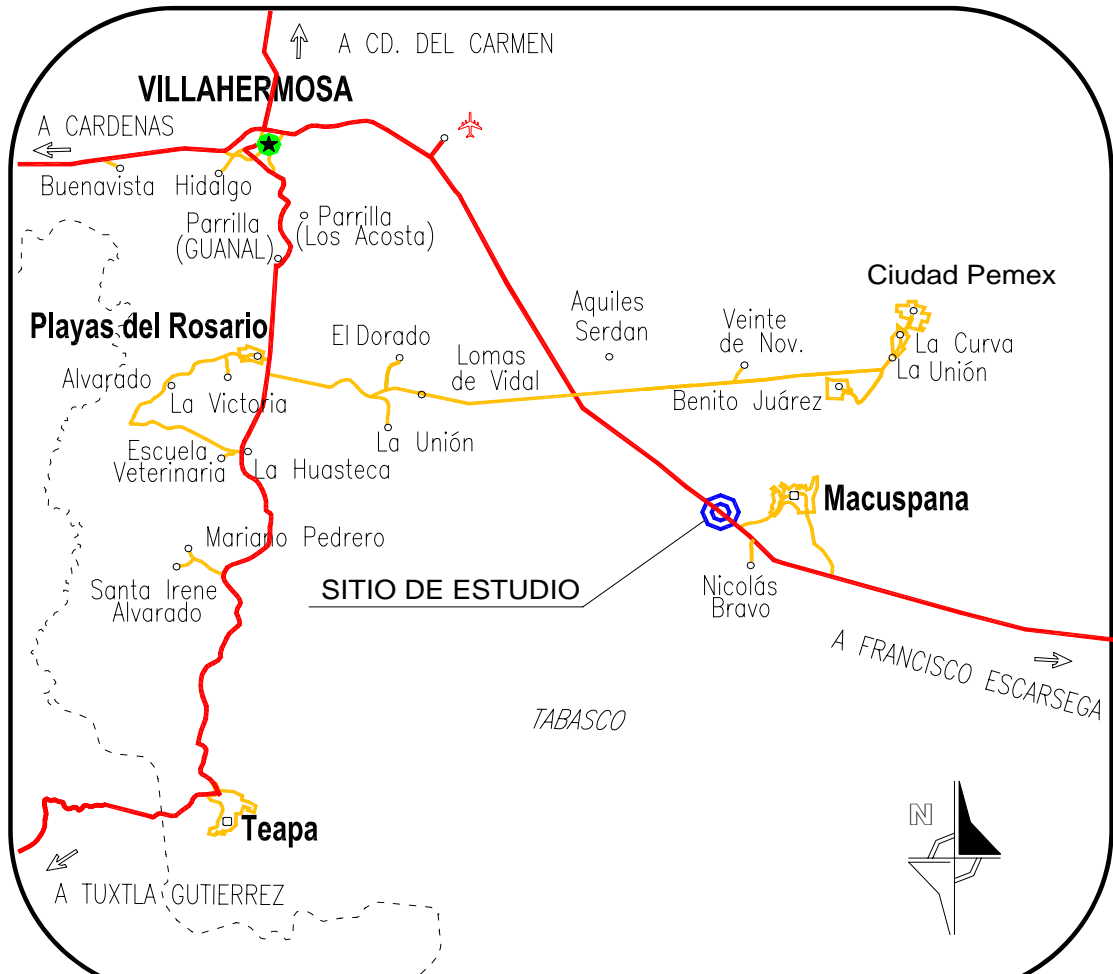 A CD. DEL CARMEN
VILLAHERMOSA
A CARDENAS
Buenavista
Hidalgo
Parrilla
(GUANAL)
Parrilla
(Los Acosta)
Ciudad Pemex
Aquiles
Serdan
Veinte
de Nov.
La Curva
La Unión
Playas del Rosario
El Dorado
Lomas
de Vidal
Alvarado
La Victoria
Benito Juárez
La Unión
Escuela
Veterinaria
La Huasteca
Macuspana
Mariano Pedrero
Santa Irene
Alvarado
SITIO DE ESTUDIO
Nicolás
Bravo
A FRANCISCO ESCARSEGA
TABASCO
N
Teapa
A TUXTLA GUTIERREZ